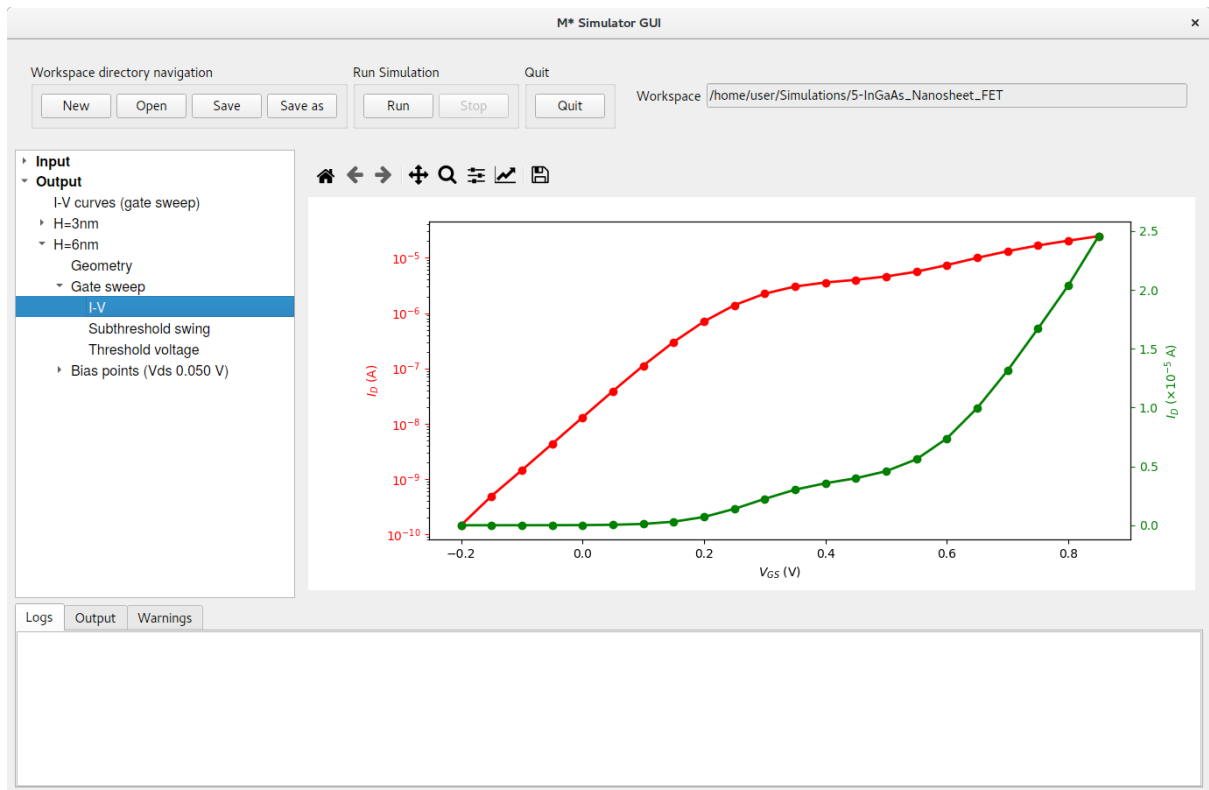 M* Simulator GUI ×
Workspace directory navigation Run Simulation Quit
New Open Save Save as Run Stop Quit Workspace /home/user/Simulations/5-InGaAs_Nanosheet_FET
Input
Output
I-V curves (gate sweep)
H=3nm
H=6nm
Geometry
Gate sweep
I-V
Subthreshold swing
Threshold voltage
Bias points (Vds 0.050 V)
10⁻⁵
10⁻⁶
10⁻⁷
10⁻⁸
10⁻⁹
10⁻¹⁰
I_D (A)
2.5
2.0
1.5
1.0
0.5
0.0
I_D (×10⁻⁵ A)
−0.2 0.0 0.2 0.4 0.6 0.8
V_GS (V)
Logs Output Warnings